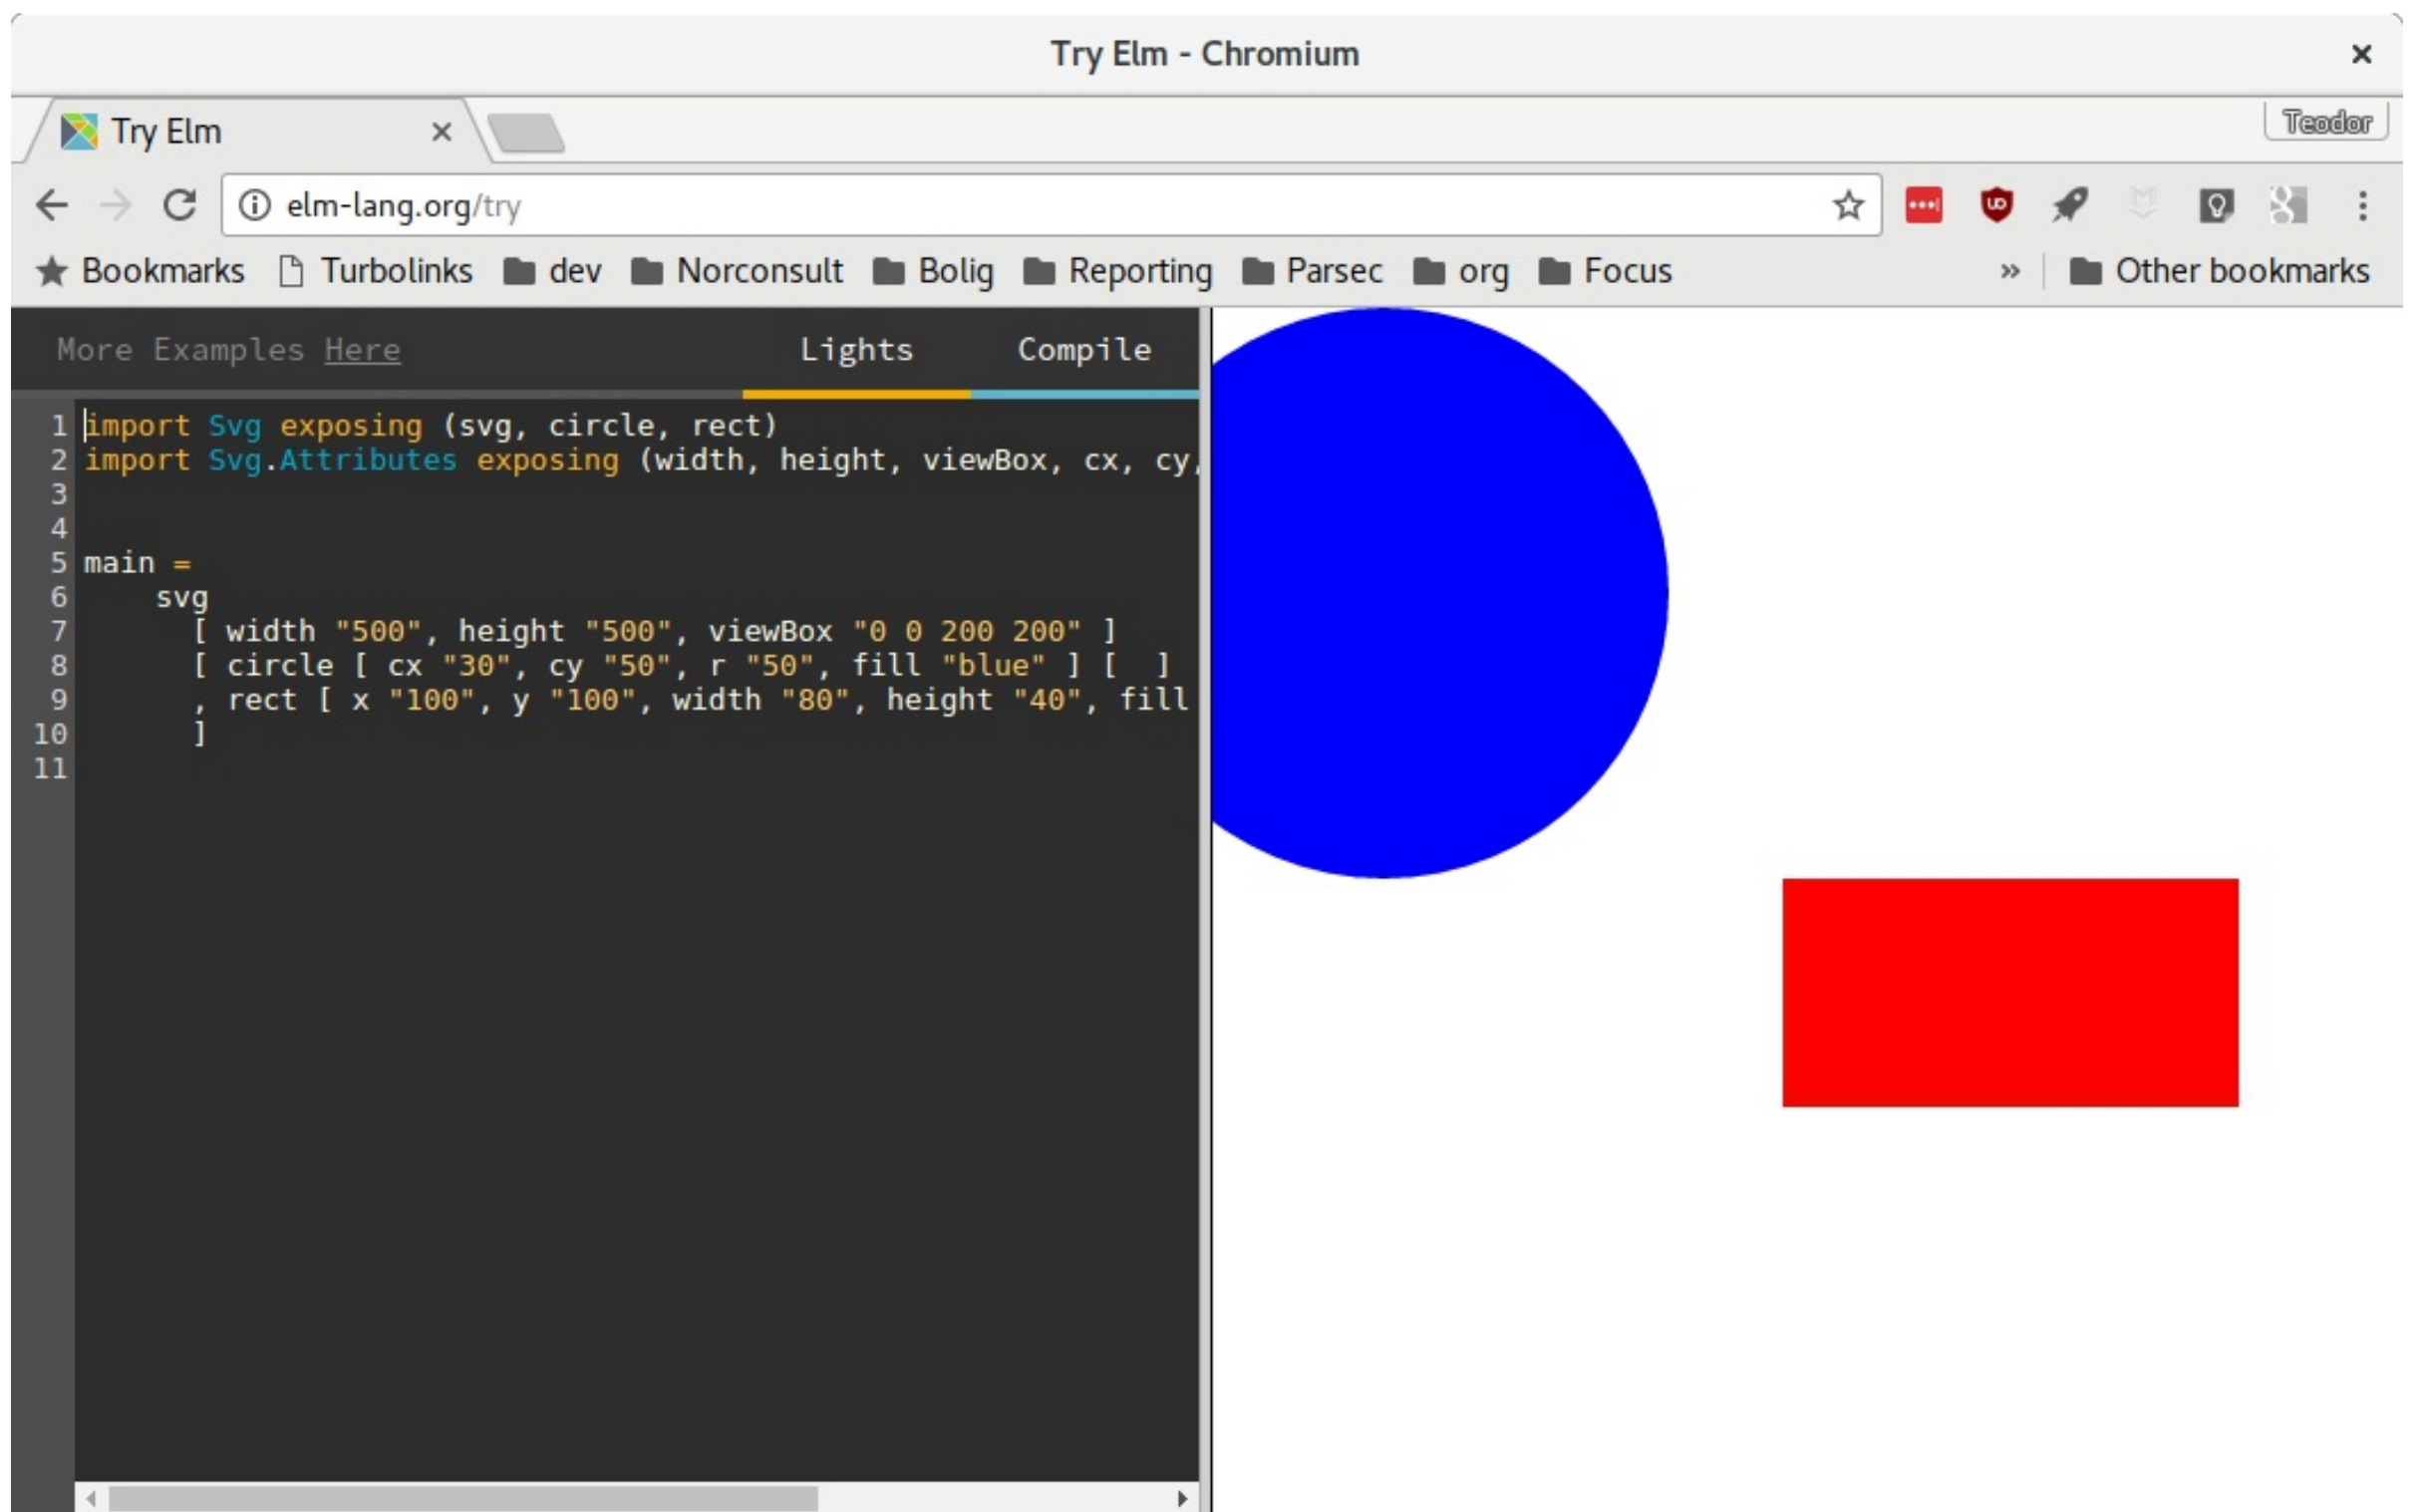 Try Elm - Chromium
Try Elm
Teodor
elm-lang.org/try
Bookmarks Turbolinks dev Norconsult Bolig Reporting Parsec org Focus » Other bookmarks
More Examples Here Lights Compile
1 import Svg exposing (svg, circle, rect)
2 import Svg.Attributes exposing (width, height, viewBox, cx, cy,
3
4
5 main =
6     svg
7       [ width "500", height "500", viewBox "0 0 200 200" ]
8       [ circle [ cx "30", cy "50", r "50", fill "blue" ] [  ]
9       , rect [ x "100", y "100", width "80", height "40", fill
10       ]
11